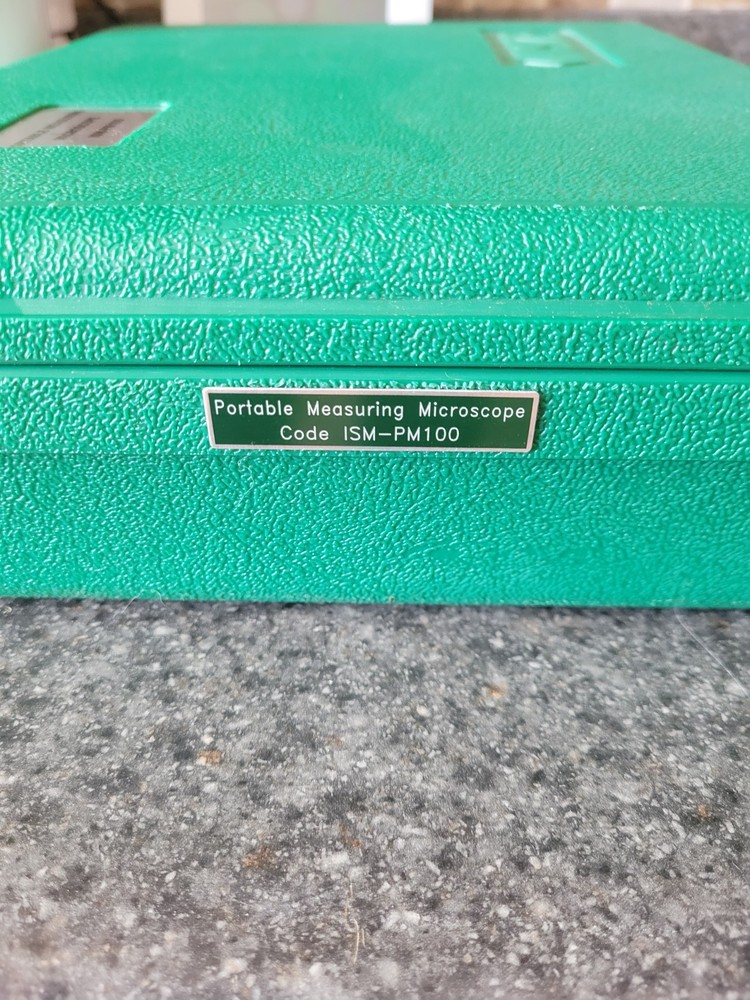 Portable Measuring Microscope
Code ISM-PM100